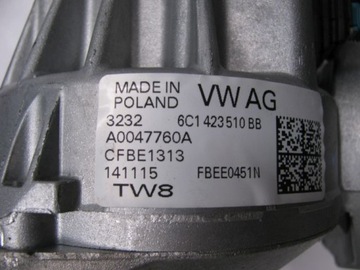 MADE IN POLAND VW AG
3232 6C1 423 510 BB
A0047760A
CFBE1313
141115 FBEE0451N
TW8